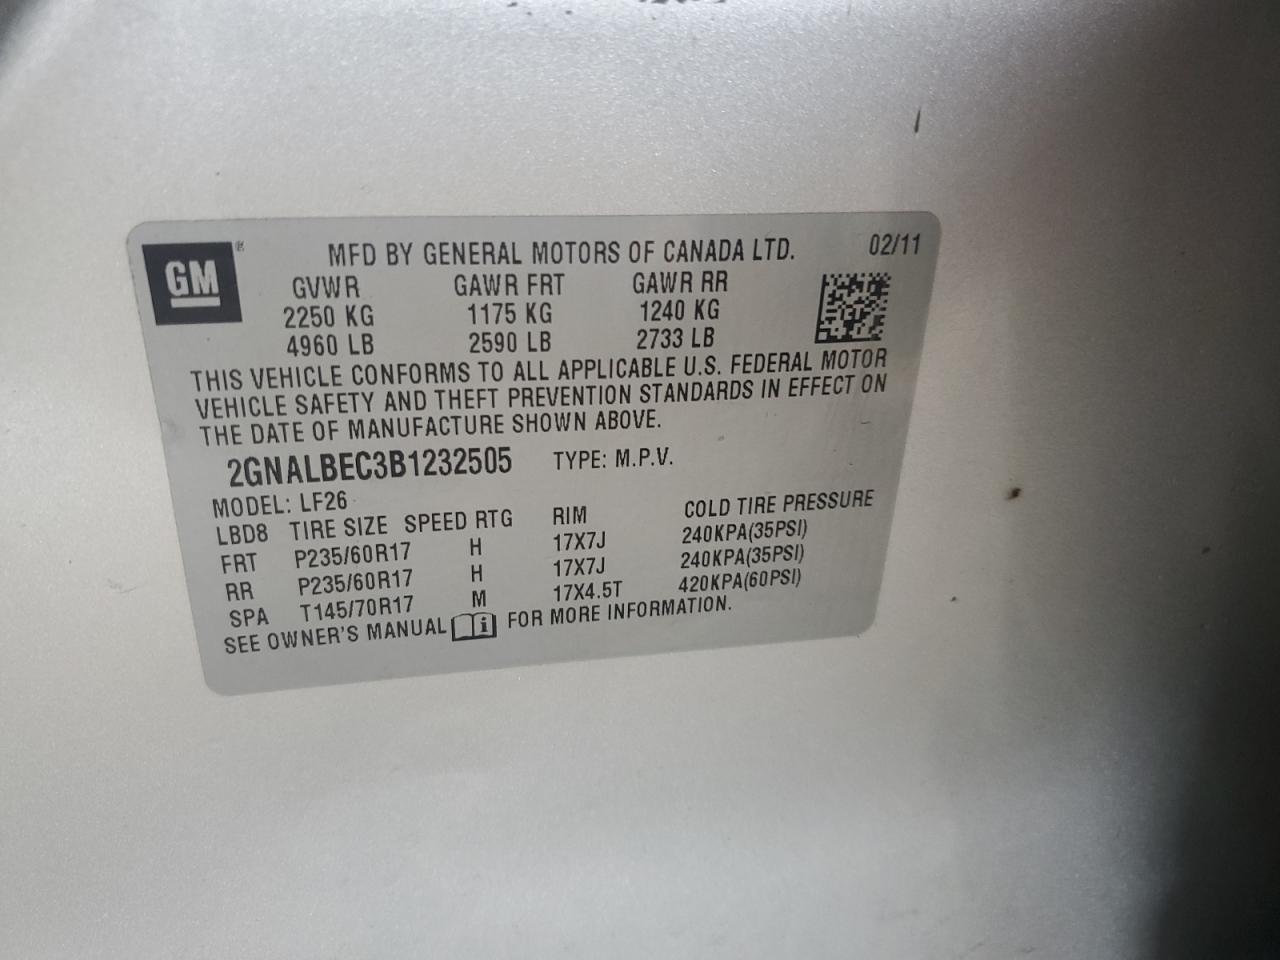 GM ® MFD BY GENERAL MOTORS OF CANADA LTD. 02/11
GVWR GAWR FRT GAWR RR
2250 KG 1175 KG 1240 KG
4960 LB 2590 LB 2733 LB
THIS VEHICLE CONFORMS TO ALL APPLICABLE U.S. FEDERAL MOTOR
VEHICLE SAFETY AND THEFT PREVENTION STANDARDS IN EFFECT ON
THE DATE OF MANUFACTURE SHOWN ABOVE.
2GNALBEC3B1232505 TYPE: M.P.V.
MODEL: LF26
LBD8 TIRE SIZE SPEED RTG RIM COLD TIRE PRESSURE
FRT P235/60R17 H 17X7J 240KPA(35PSI)
RR P235/60R17 H 17X7J 240KPA(35PSI)
SPA T145/70R17 M 17X4.5T 420KPA(60PSI)
SEE OWNER'S MANUAL i FOR MORE INFORMATION.